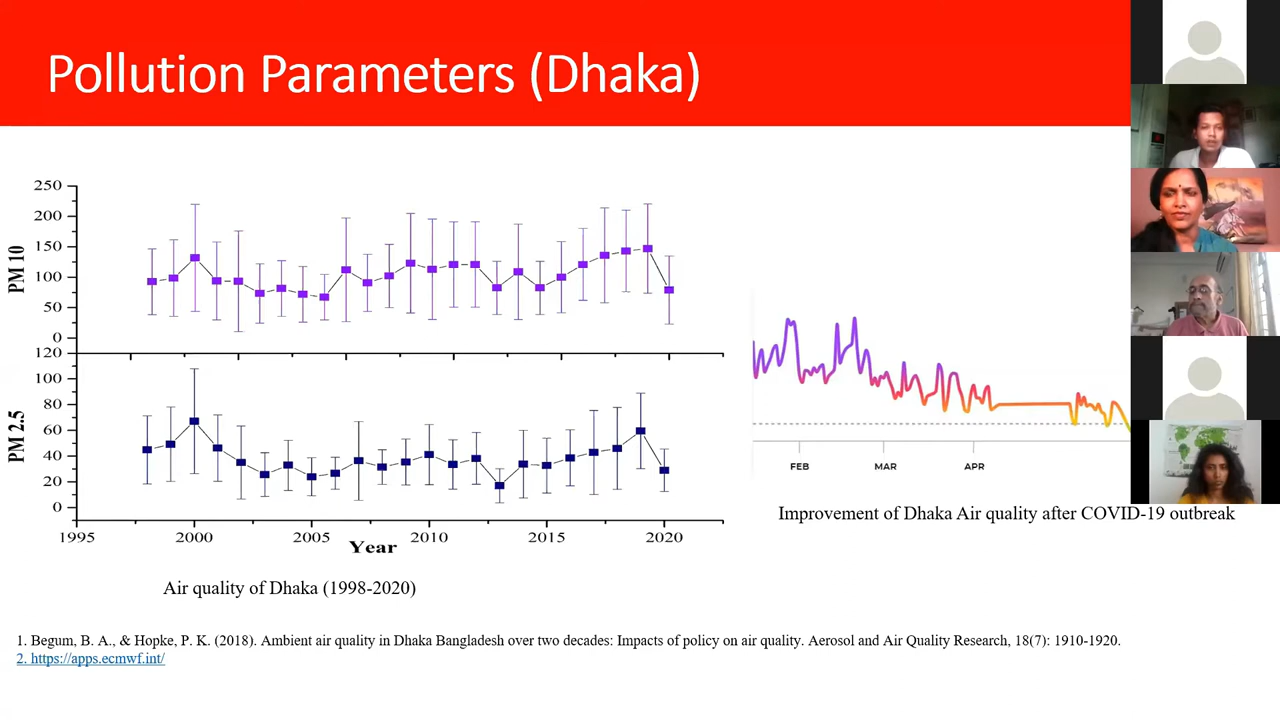 Pollution Parameters (Dhaka)
250
200
150
100
50
0
PM 10
120
100
80
60
40
20
0
PM 2.5
1995 2000 2005 2010 2015 2020
Year
Air quality of Dhaka (1998-2020)
FEB MAR APR
Improvement of Dhaka Air quality after COVID-19 outbreak
1. Begum, B. A., & Hopke, P. K. (2018). Ambient air quality in Dhaka Bangladesh over two decades: Impacts of policy on air quality. Aerosol and Air Quality Research, 18(7): 1910-1920.
2. https://apps.ecmwf.int/